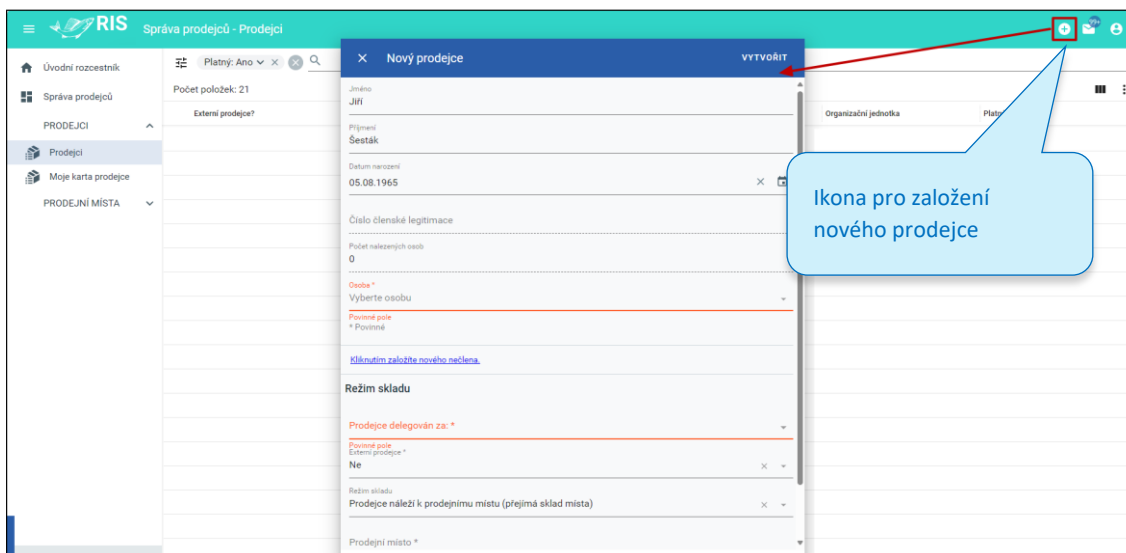 RIS
Správa prodejců - Prodejci
99+
Úvodní rozcestník
Správa prodejců
PRODEJCI
Prodejci
Moje karta prodejce
PRODEJNÍ MÍSTA
Platný: Ano
Počet položek: 21
Externí prodejce?
Organizační jednotka
Nový prodejce
VYTVOŘIT
Jméno
Jiří
Příjmení
Šesták
Datum narození
05.08.1965
Číslo členské legitimace
Počet nalezených osob
0
Osoba *
Vyberte osobu
Povinné pole
* Povinné
Kliknutím založíte nového nečlena.
Režim skladu
Prodejce delegován za: *
Povinné pole
Externí prodejce *
Ne
Režim skladu
Prodejce náleží k prodejnímu místu (přejímá sklad místa)
Prodejní místo *
Ikona pro založení
nového prodejce